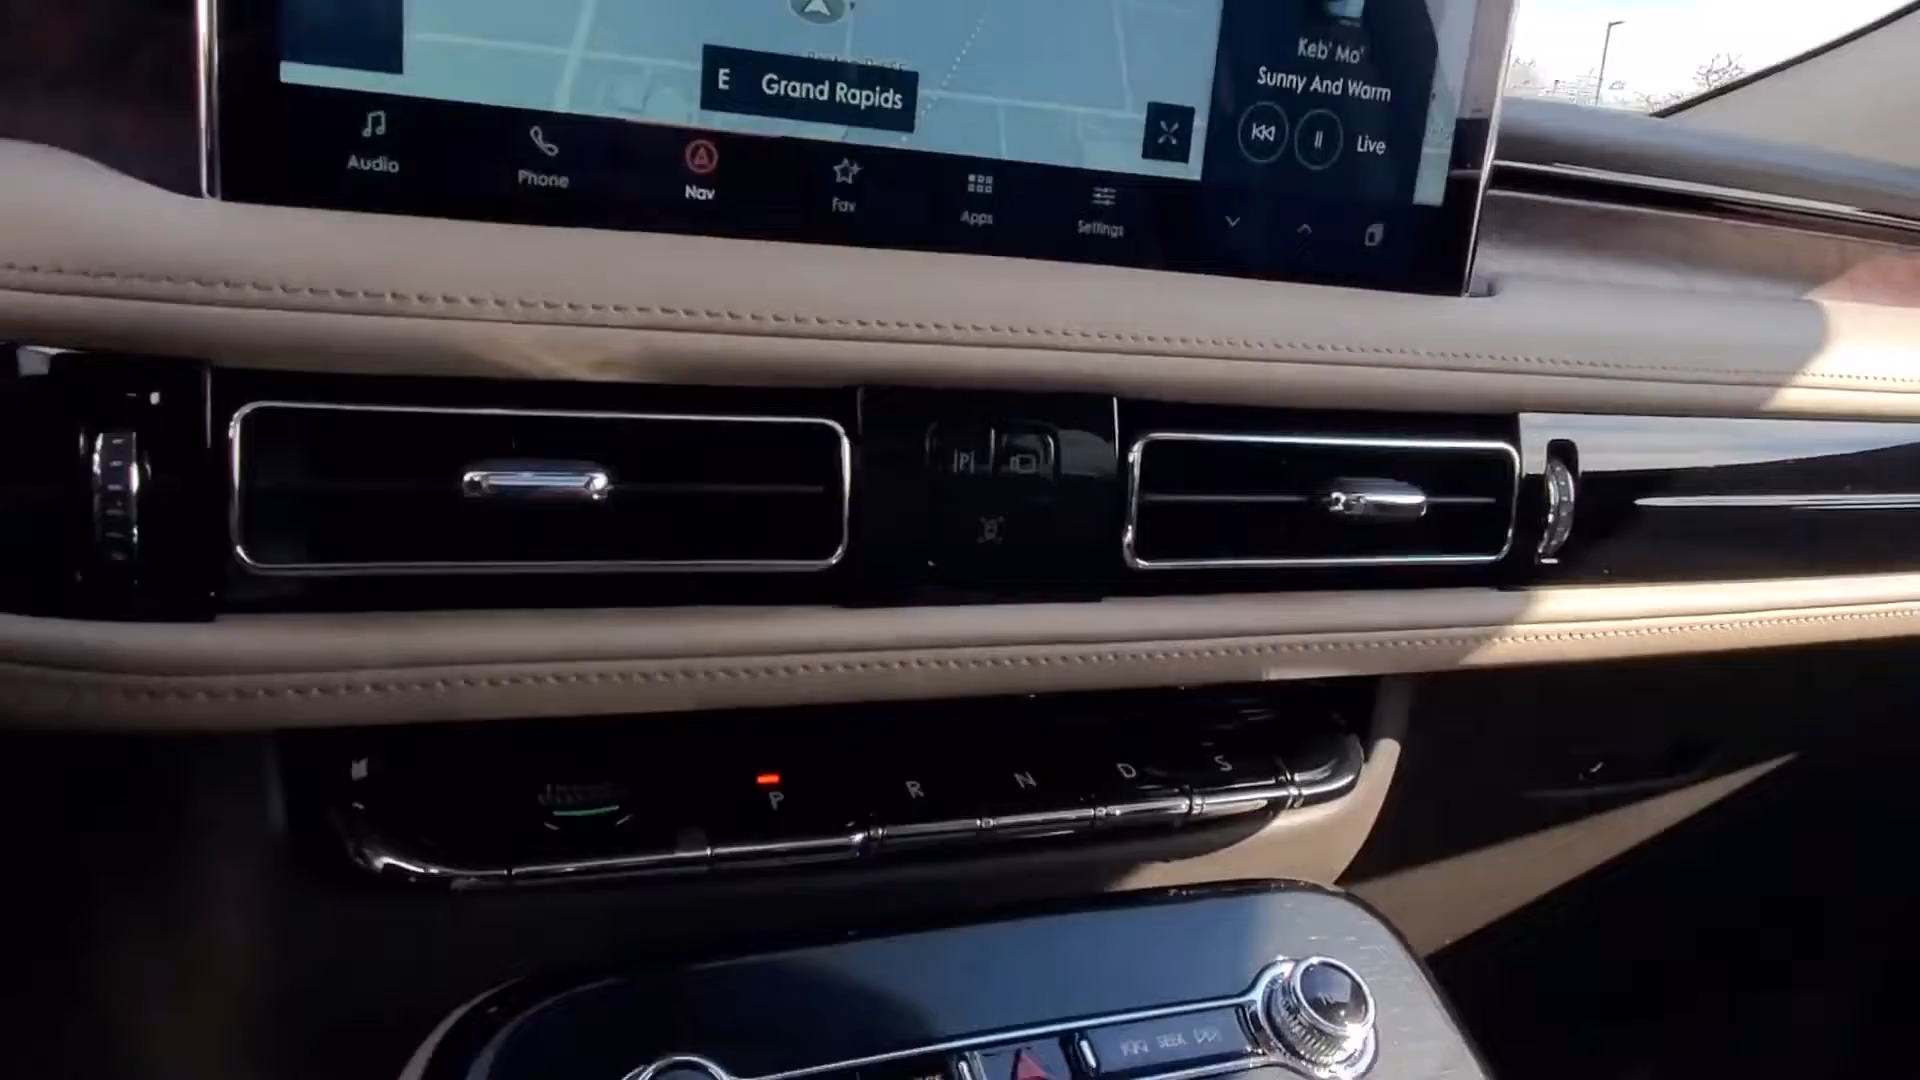 Keb' Mo'
Sunny And Warm
Live
E Grand Rapids
Audio
Phone
Nav
Fav
Apps
Settings
P
P R N D S
SEEK